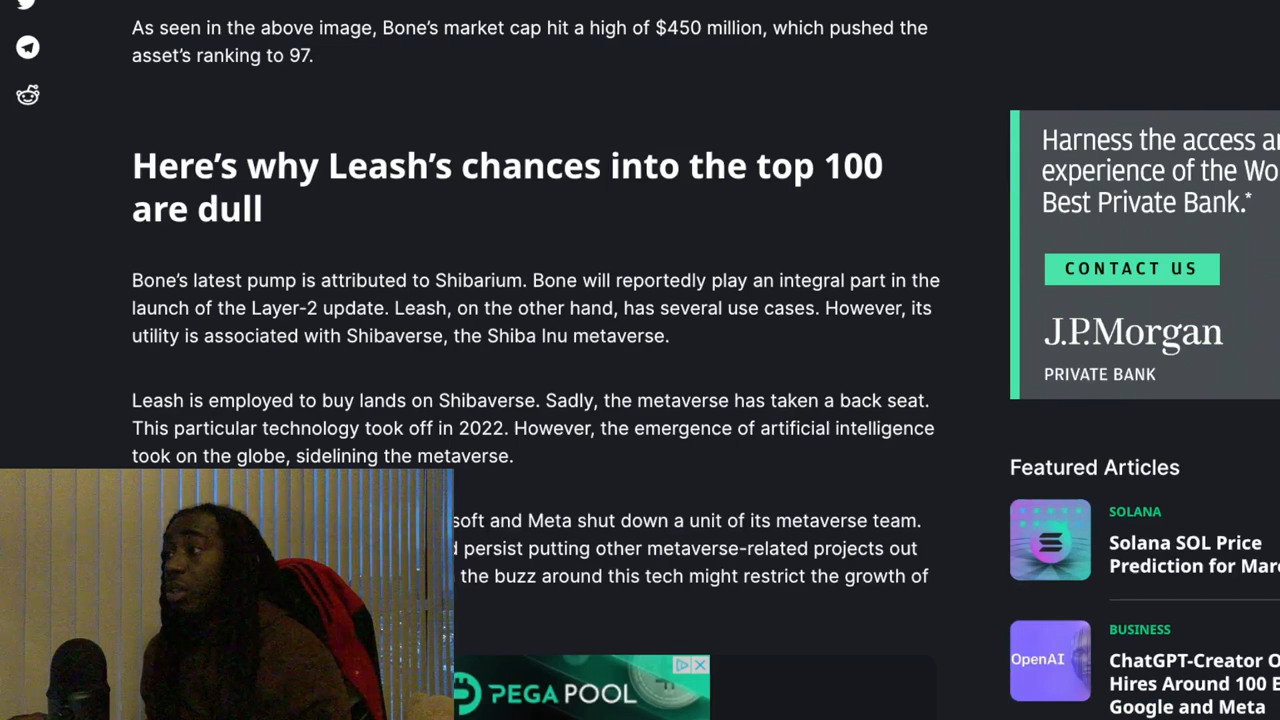 As seen in the above image, Bone’s market cap hit a high of $450 million, which pushed the
asset’s ranking to 97.
Here’s why Leash’s chances into the top 100
are dull
Bone’s latest pump is attributed to Shibarium. Bone will reportedly play an integral part in the
launch of the Layer-2 update. Leash, on the other hand, has several use cases. However, its
utility is associated with Shibaverse, the Shiba Inu metaverse.
Leash is employed to buy lands on Shibaverse. Sadly, the metaverse has taken a back seat.
This particular technology took off in 2022. However, the emergence of artificial intelligence
took on the globe, sidelining the metaverse.
soft and Meta shut down a unit of its metaverse team.
persist putting other metaverse-related projects out
the buzz around this tech might restrict the growth of
PEGAPOOL
Harness the access
experience of the
Best Private Bank.*
CONTACT US
J.P.Morgan
PRIVATE BANK
Featured Articles
SOLANA
Solana SOL Price
Prediction for
BUSINESS
OpenAI
ChatGPT-Creator
Hires Around 100
Google and Meta